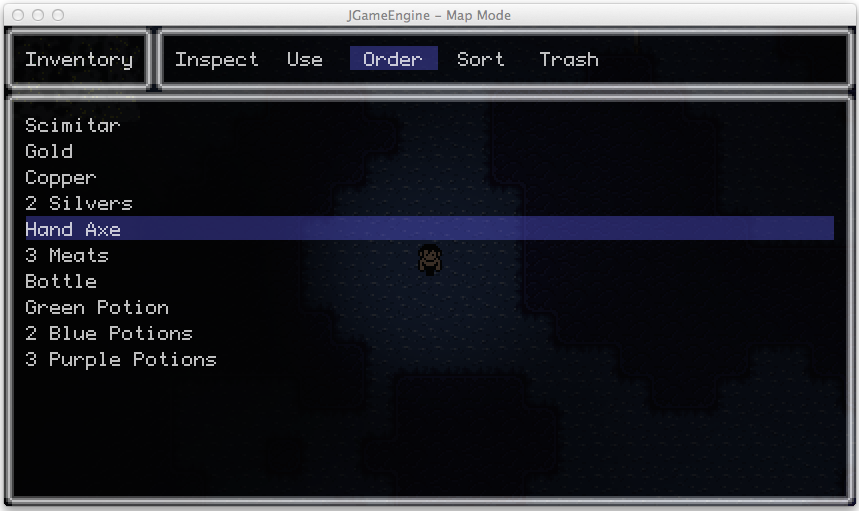 JGameEngine – Map Mode
Inventory
Inspect Use Order Sort Trash
Scimitar
Gold
Copper
2 Silvers
Hand Axe
3 Meats
Bottle
Green Potion
2 Blue Potions
3 Purple Potions